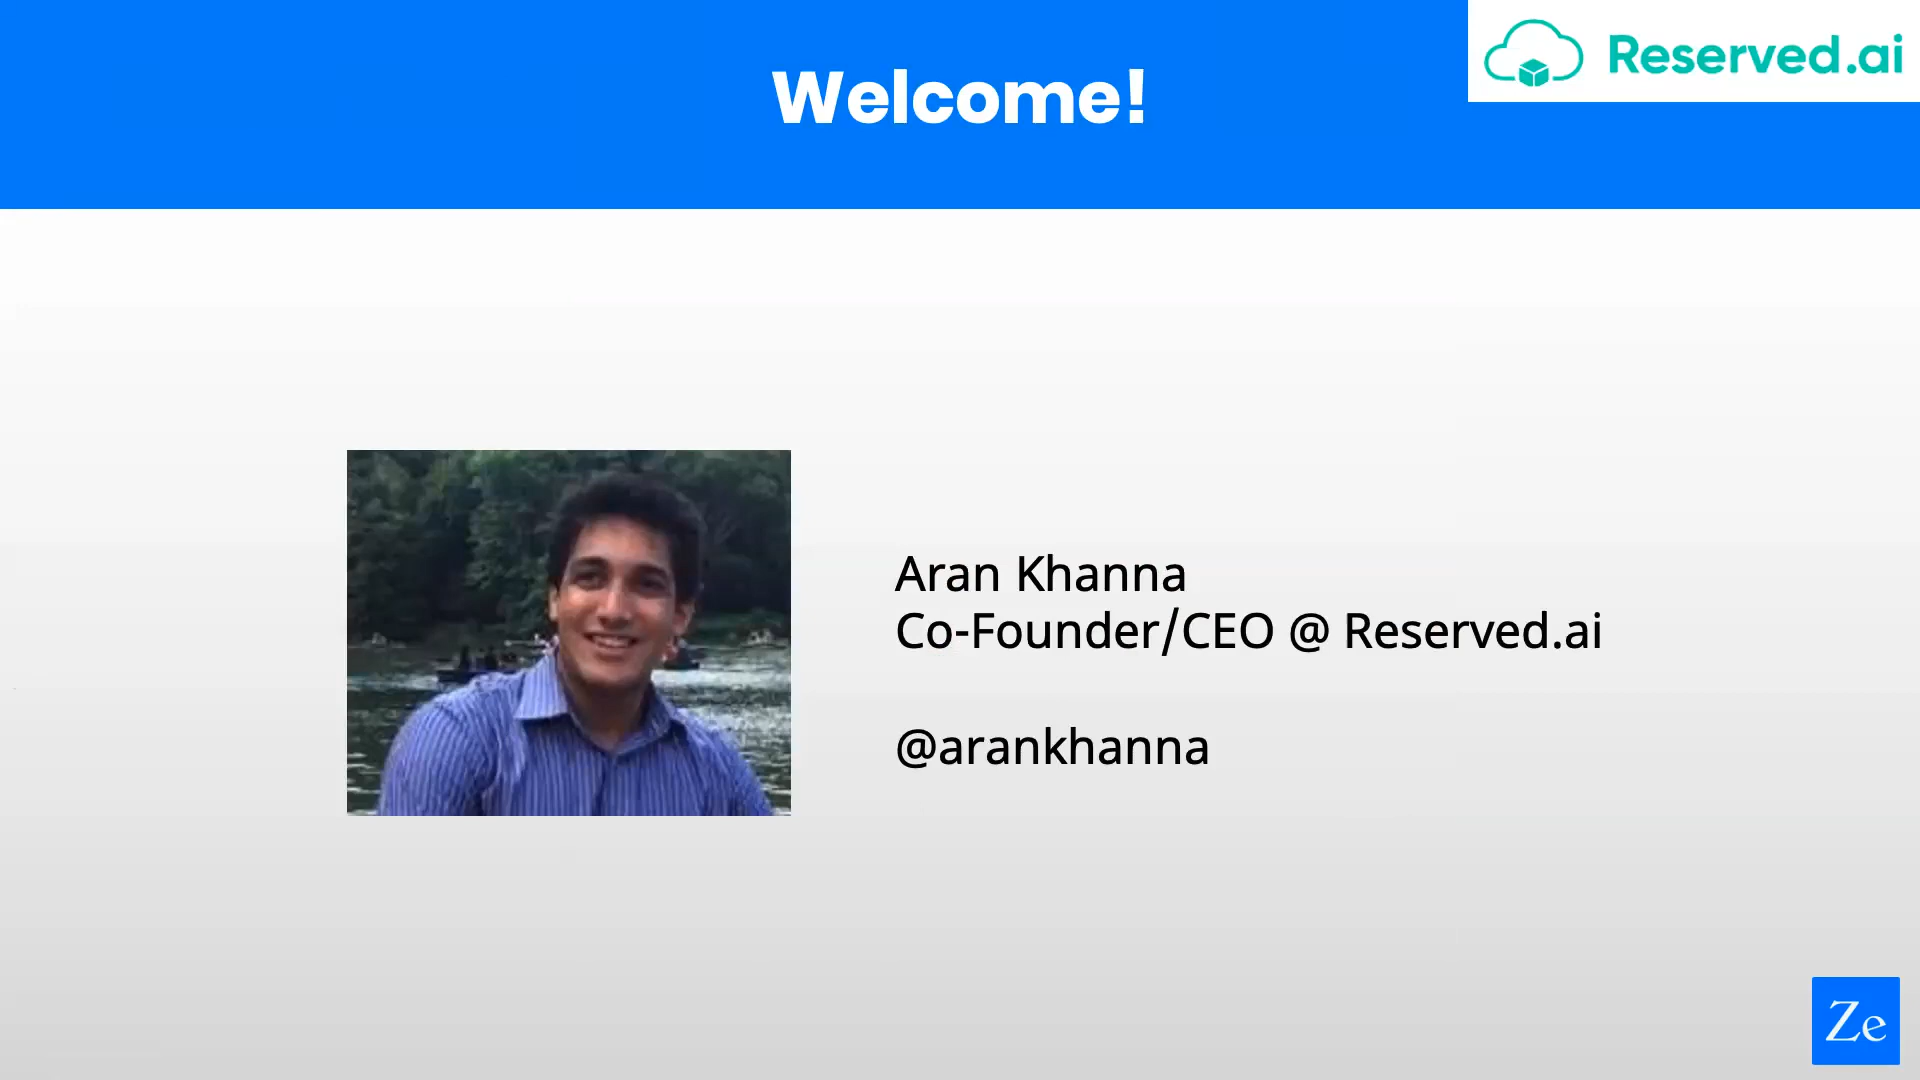 Welcome!
Reserved.ai
Aran Khanna
Co-Founder/CEO @ Reserved.ai
@arankhanna
Ze